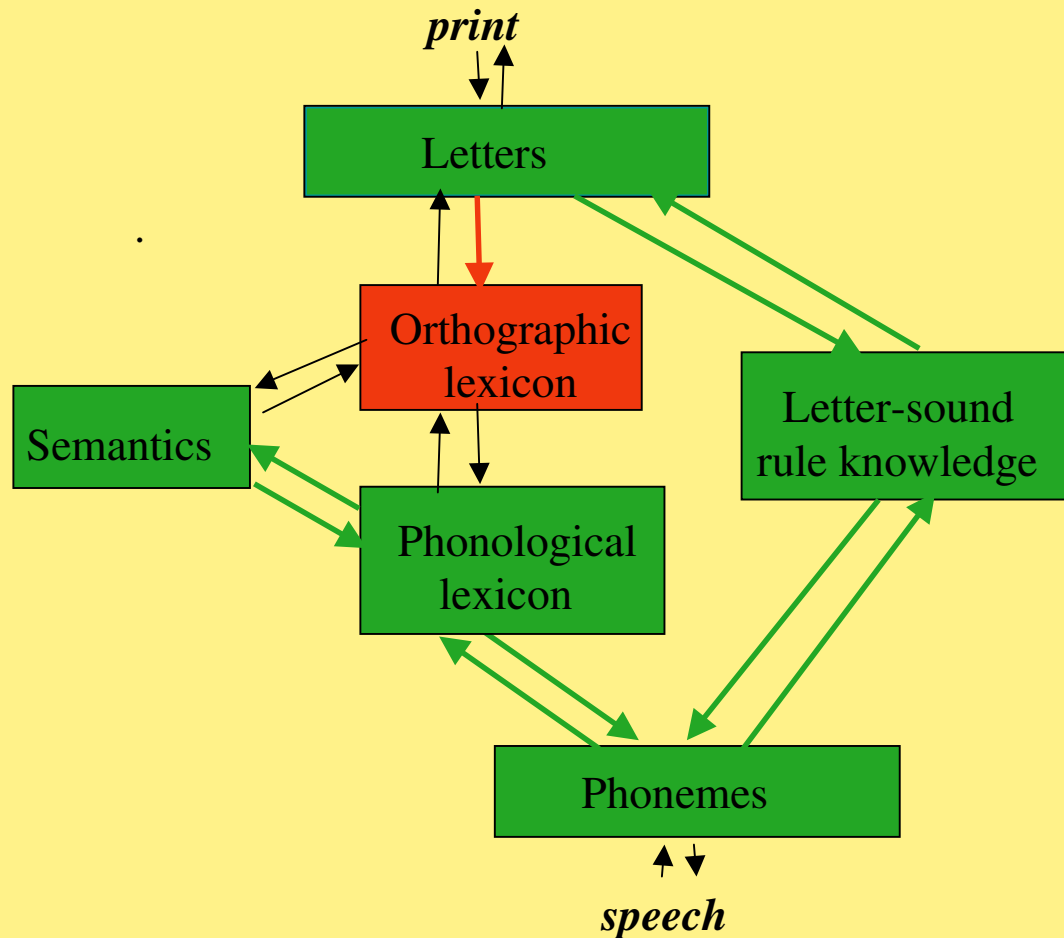 print
Letters
Orthographic
lexicon
Semantics
Letter-sound
rule knowledge
Phonological
lexicon
Phonemes
speech